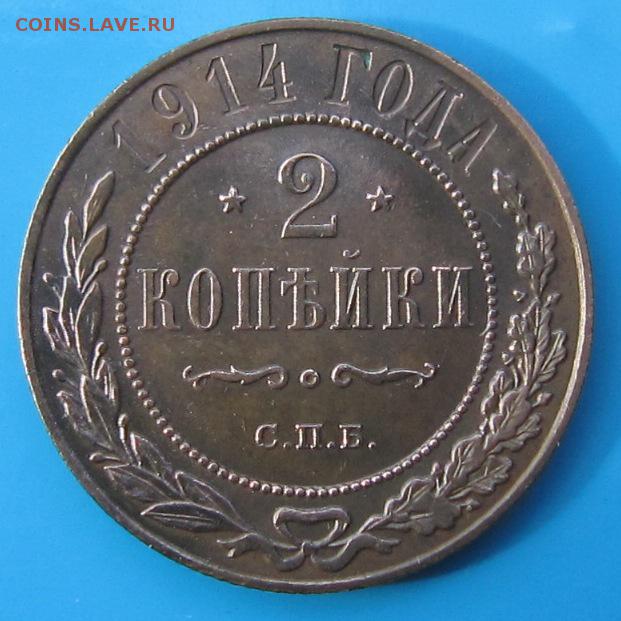 COINS.LAVE.RU
1914 ГОДА
2
КОПѢЙКИ
С.П.Б.